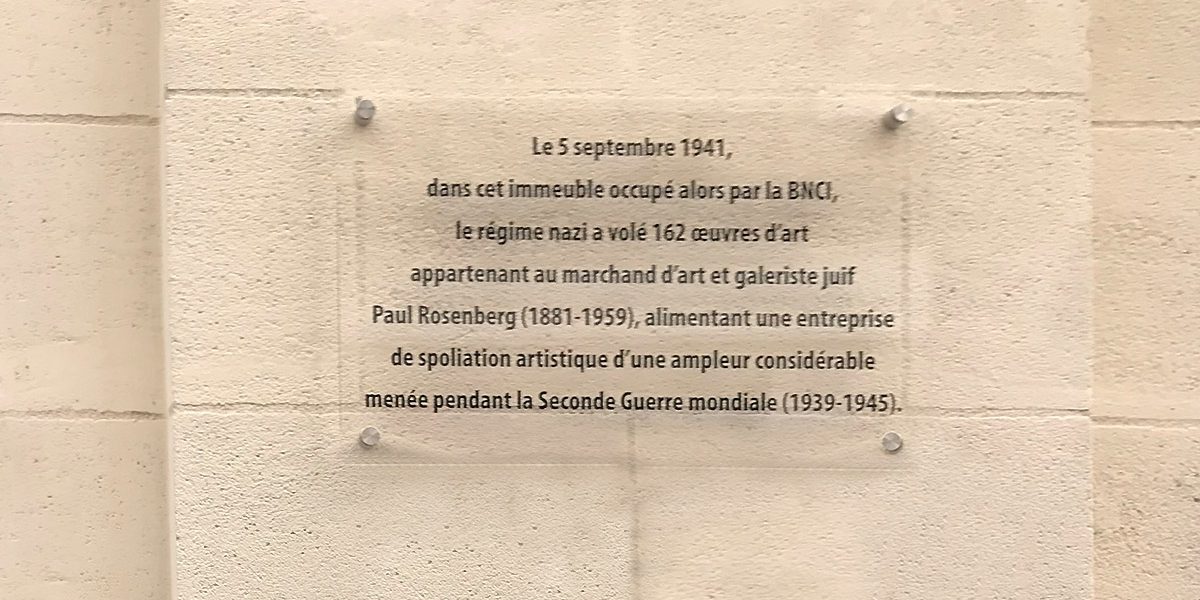 Le 5 septembre 1941,
dans cet immeuble occupé alors par la BNCI,
le régime nazi a volé 162 œuvres d'art
appartenant au marchand d'art et galeriste juif
Paul Rosenberg (1881-1959), alimentant une entreprise
de spoliation artistique d'une ampleur considérable
menée pendant la Seconde Guerre mondiale (1939-1945).